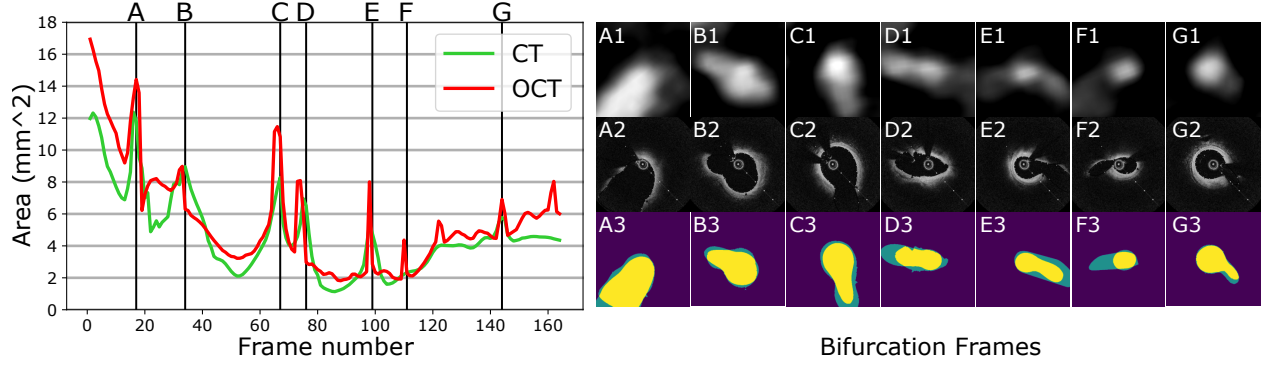 A B C D E F G
18
16
14
12
10
8
6
4
2
0
Area (mm^2)
CT
OCT
0 20 40 60 80 100 120 140 160
Frame number
A1 B1 C1 D1 E1 F1 G1
A2 B2 C2 D2 E2 F2 G2
A3 B3 C3 D3 E3 F3 G3
Bifurcation Frames